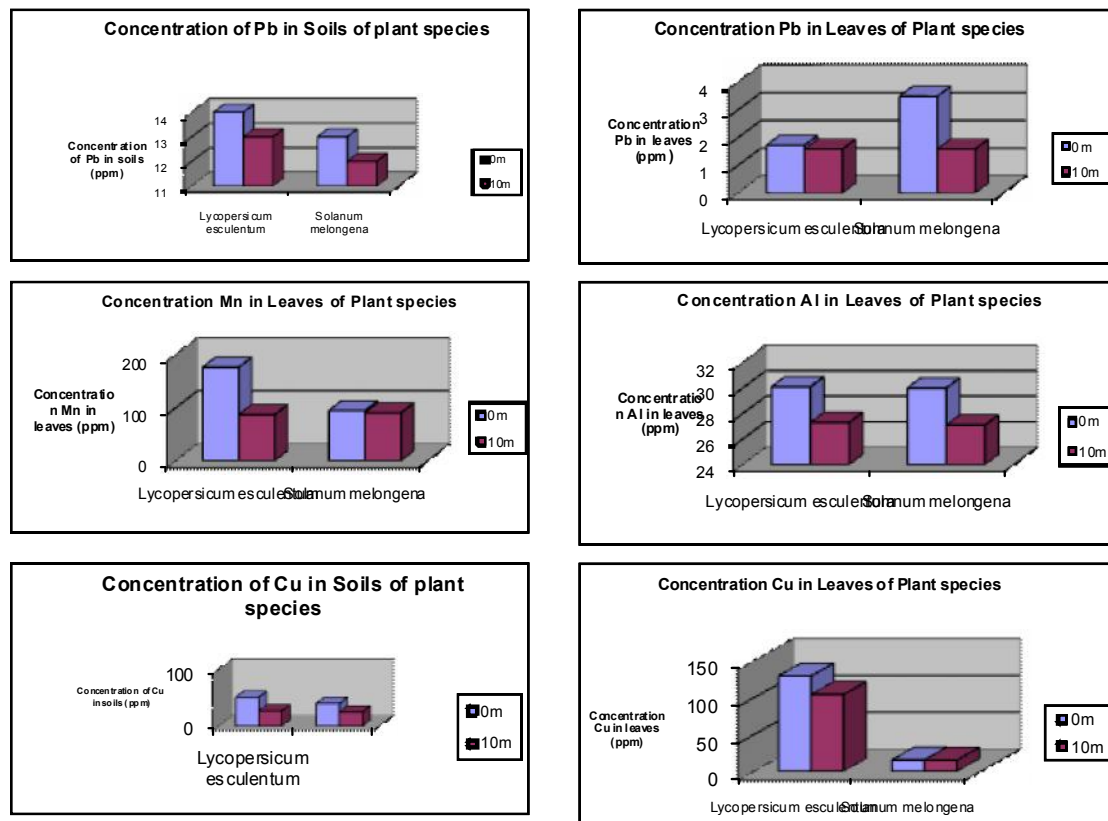 Concentration of Pb in Soils of plant species
Concentration
of Pb in soils
(ppm)
14
13
12
11
Lycopersicum
esculentum
Solanum
melongena
0m
10m
Concentration Pb in Leaves of Plant species
Concentration
Pb in leaves
(ppm)
4
3
2
1
0
Lycopersicum esculentum
Solanum melongena
0m
10m
Concentration Mn in Leaves of Plant species
Concentratio
n Mn in
leaves (ppm)
200
100
0
Lycopersicum esculentum
Solanum melongena
0m
10m
Concentration Al in Leaves of Plant species
Concentratio
n Al in leaves
(ppm)
32
30
28
26
24
Lycopersicum esculentum
Solanum melongena
0m
10m
Concentration of Cu in Soils of plant
species
Concentration of Cu
in soils (ppm)
100
0
Lycopersicum
esculentum
0m
10m
Concentration Cu in Leaves of Plant species
Concentration
Cu in leaves
(ppm)
150
100
50
0
Lycopersicum esculentum
Solanum melongena
0m
10m